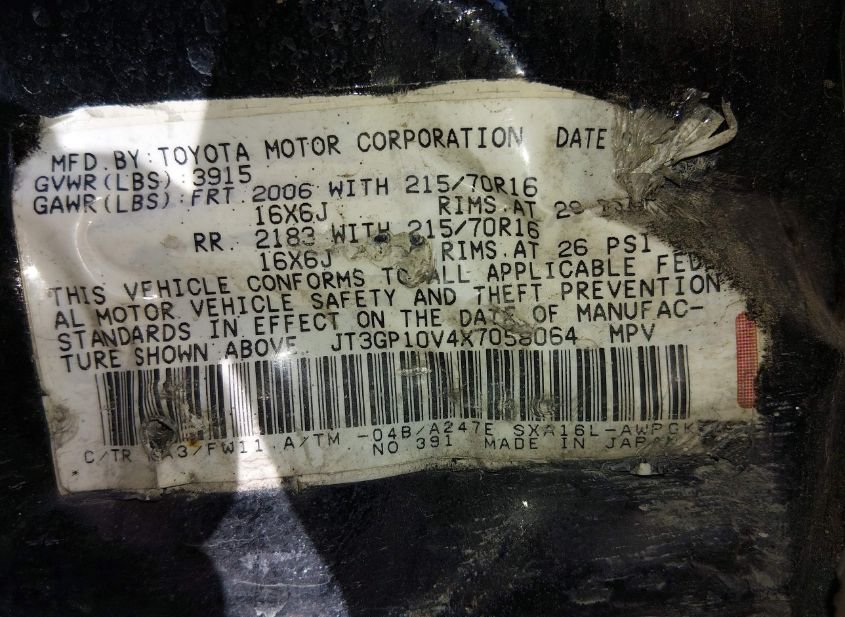 MFD. BY: TOYOTA MOTOR CORPORATION DATE
GVWR(LBS): 3915
GAWR(LBS): FRT. 2006 WITH 215/70R16
16X6J RIMS.AT
RR. 2183 WITH 215/70R16
16X6J RIMS.AT 26 PSI
THIS VEHICLE CONFORMS TO ALL APPLICABLE
AL MOTOR VEHICLE SAFETY AND THEFT PREVENTION
STANDARDS IN EFFECT ON THE DATE OF MANUFAC-
TURE SHOWN ABOVE. JT3GP10V4X7058064 MPV
C/TR /FW11 A/TM -04B/A247E SXA16L-AWPGK
NO 391 MADE IN JAPAN